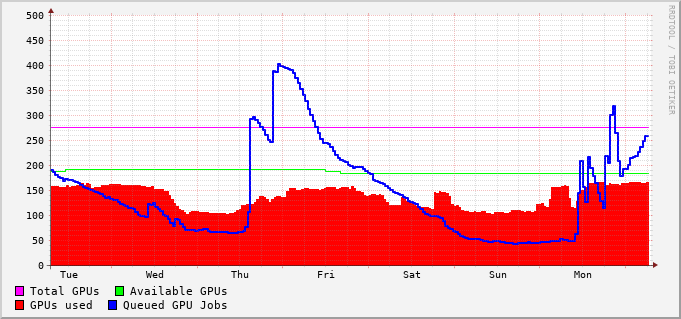 500
450
400
350
300
250
200
150
100
50
0
Tue Wed Thu Fri Sat Sun Mon
Total GPUs Available GPUs
GPUs used Queued GPU Jobs
RRDTOOL / TOBI OETIKER